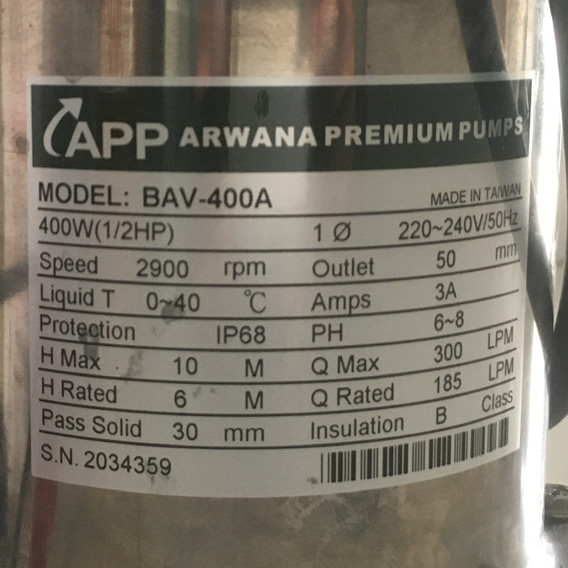 APP ARWANA PREMIUM PUMPS
MODEL: BAV-400A MADE IN TAIWAN
400W(1/2HP) 1 Ø 220~240V/50Hz
Speed 2900 rpm Outlet 50 mm
Liquid T 0~40 ℃ Amps 3A
Protection IP68 PH 6~8
H Max 10 M Q Max 300 LPM
H Rated 6 M Q Rated 185 LPM
Pass Solid 30 mm Insulation B Class
S.N. 2034359